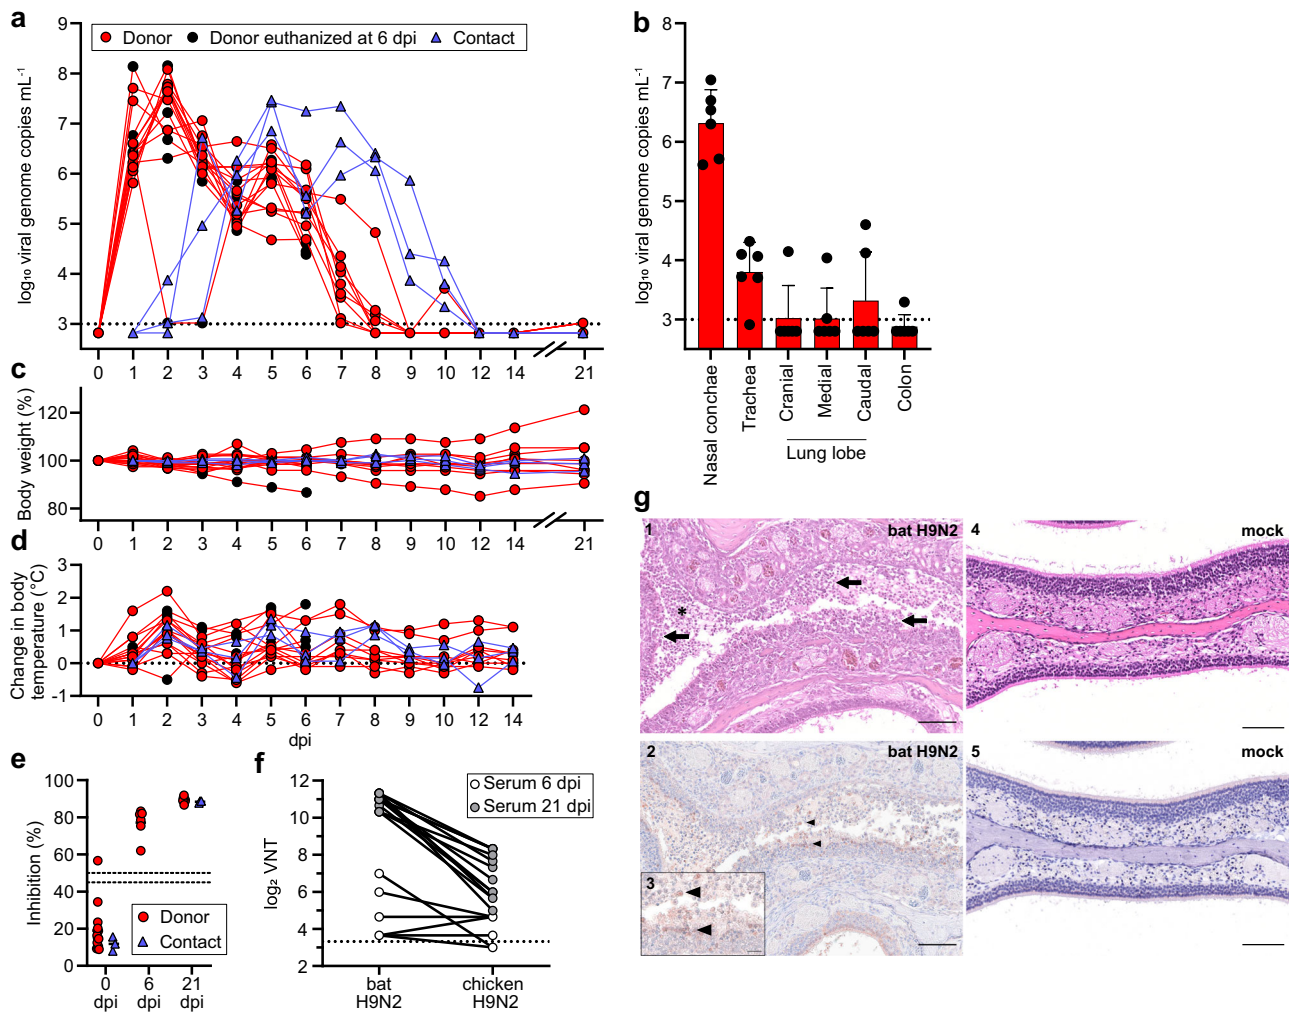 a
9
8
7
6
5
4
3
log₁₀ viral genome copies mL⁻¹
Donor
Donor euthanized at 6 dpi
Contact
0 1 2 3 4 5 6 7 8 9 10 12 14 21
b
8
7
6
5
4
3
log₁₀ viral genome copies mL⁻¹
Nasal conchae
Trachea
Cranial
Medial
Caudal
Colon
Lung lobe
c
120
100
80
Body weight (%)
0 1 2 3 4 5 6 7 8 9 10 12 14 21
d
3
2
1
0
-1
Change in body
temperature (°C)
0 1 2 3 4 5 6 7 8 9 10 12 14
dpi
e
100
80
60
40
20
0
Inhibition (%)
Donor
Contact
0 6 21
dpi dpi dpi
f
12
10
8
6
4
2
log₂ VNT
Serum 6 dpi
Serum 21 dpi
bat chicken
H9N2 H9N2
g
1 bat H9N2
*
4 mock
2 bat H9N2
3
5 mock